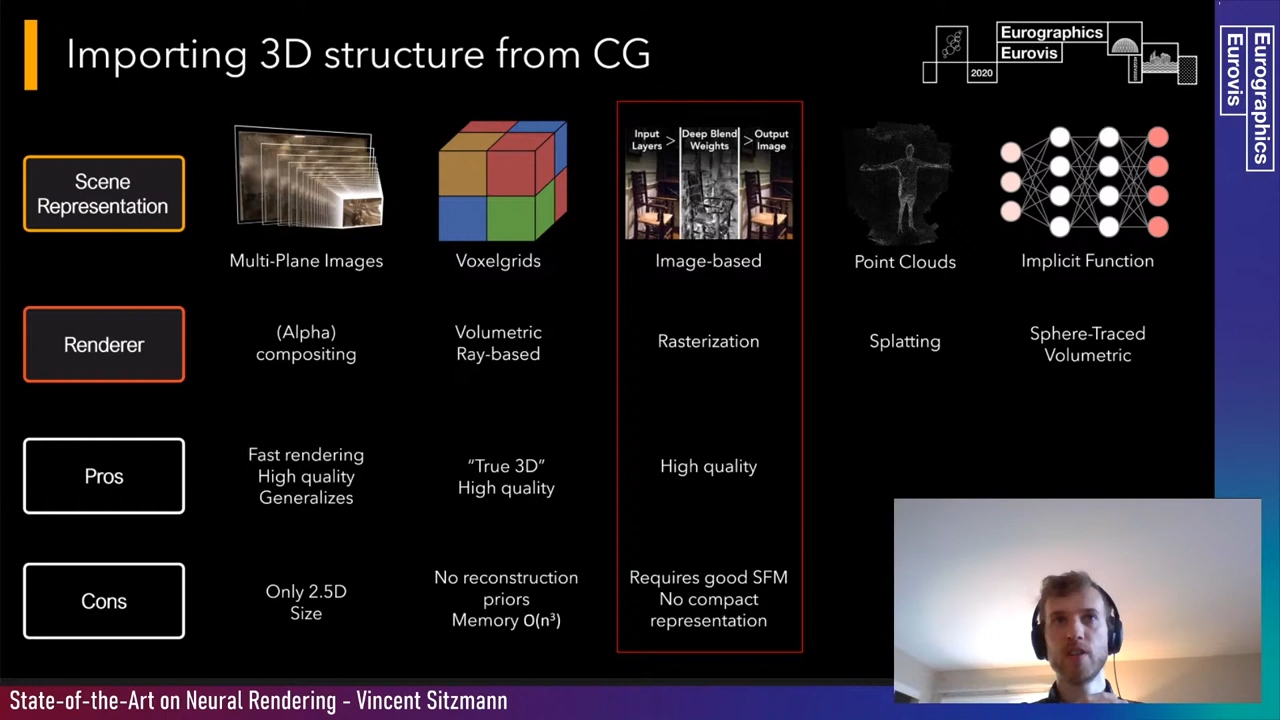 Importing 3D structure from CG
Eurographics
Eurovis
2020
Eurographics
Eurovis
Scene
Representation
Multi-Plane Images
Voxelgrids
Input
Layers
>
Deep Blend
Weights
>
Output
Image
Image-based
Point Clouds
Implicit Function
Renderer
(Alpha)
compositing
Volumetric
Ray-based
Rasterization
Splatting
Sphere-Traced
Volumetric
Pros
Fast rendering
High quality
Generalizes
“True 3D”
High quality
High quality
Cons
Only 2.5D
Size
No reconstruction
priors
Memory O(n³)
Requires good SFM
No compact
representation
State-of-the-Art on Neural Rendering - Vincent Sitzmann